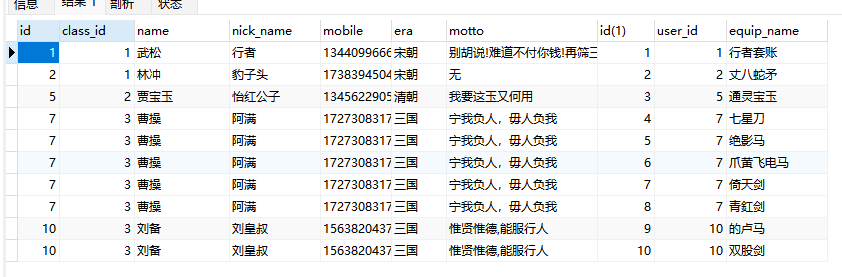 信息 结果 1 剖析 状态
id class_id name nick_name mobile era motto id(1) user_id equip_name
1 1 武松 行者 1344099666 宋朝 别胡说!难道不付你钱!再筛三 1 1 行者套账
2 1 林冲 豹子头 1738394504 宋朝 无 2 2 丈八蛇矛
5 2 贾宝玉 怡红公子 1345622905 清朝 我要这玉又何用 3 5 通灵宝玉
7 3 曹操 阿满 1727308317 三国 宁我负人，毋人负我 4 7 七星刀
7 3 曹操 阿满 1727308317 三国 宁我负人，毋人负我 5 7 绝影马
7 3 曹操 阿满 1727308317 三国 宁我负人，毋人负我 6 7 爪黄飞电马
7 3 曹操 阿满 1727308317 三国 宁我负人，毋人负我 7 7 倚天剑
7 3 曹操 阿满 1727308317 三国 宁我负人，毋人负我 8 7 青釭剑
10 3 刘备 刘皇叔 1563820437 三国 惟贤惟德,能服行人 9 10 的卢马
10 3 刘备 刘皇叔 1563820437 三国 惟贤惟德,能服行人 10 10 双股剑